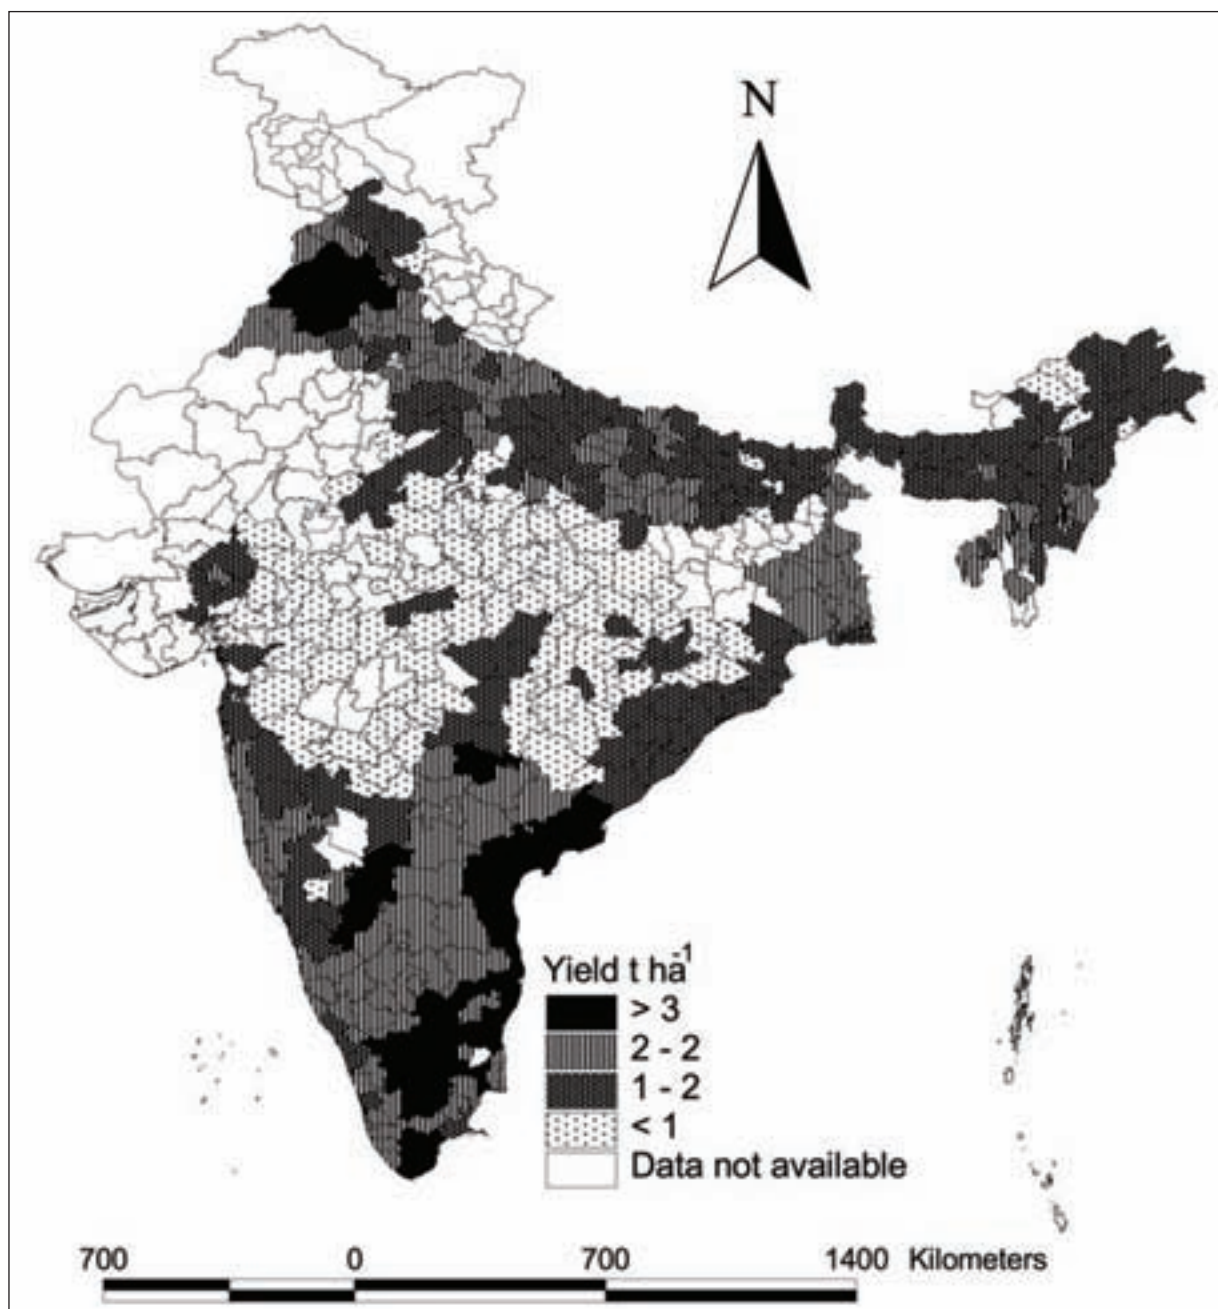 N
Yield t ha-1
> 3
2 - 2
1 - 2
< 1
Data not available
700 0 700 1400 Kilometers